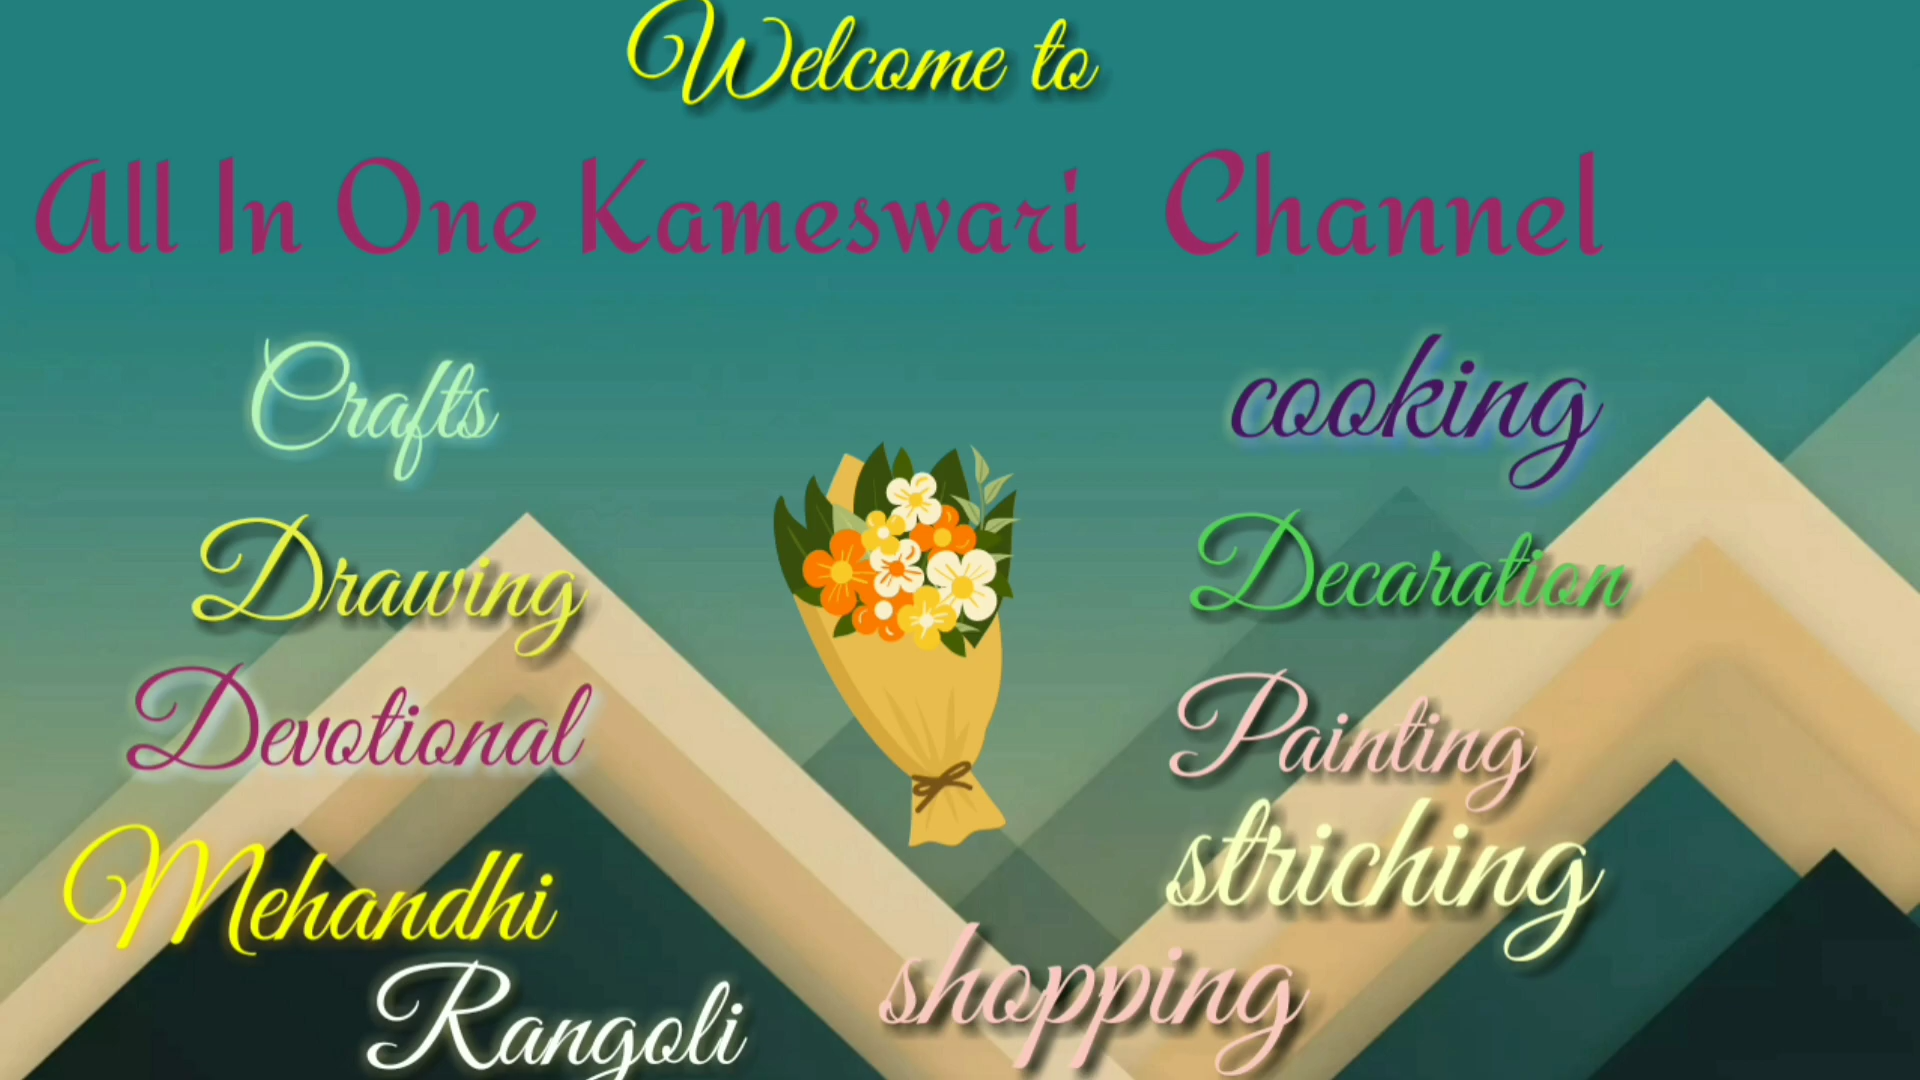 Welcome to
All In One Kameswari Channel
Crafts
cooking
Drawing
Decaration
Devotional
Painting
Mehandhi
striching
Rangoli
shopping